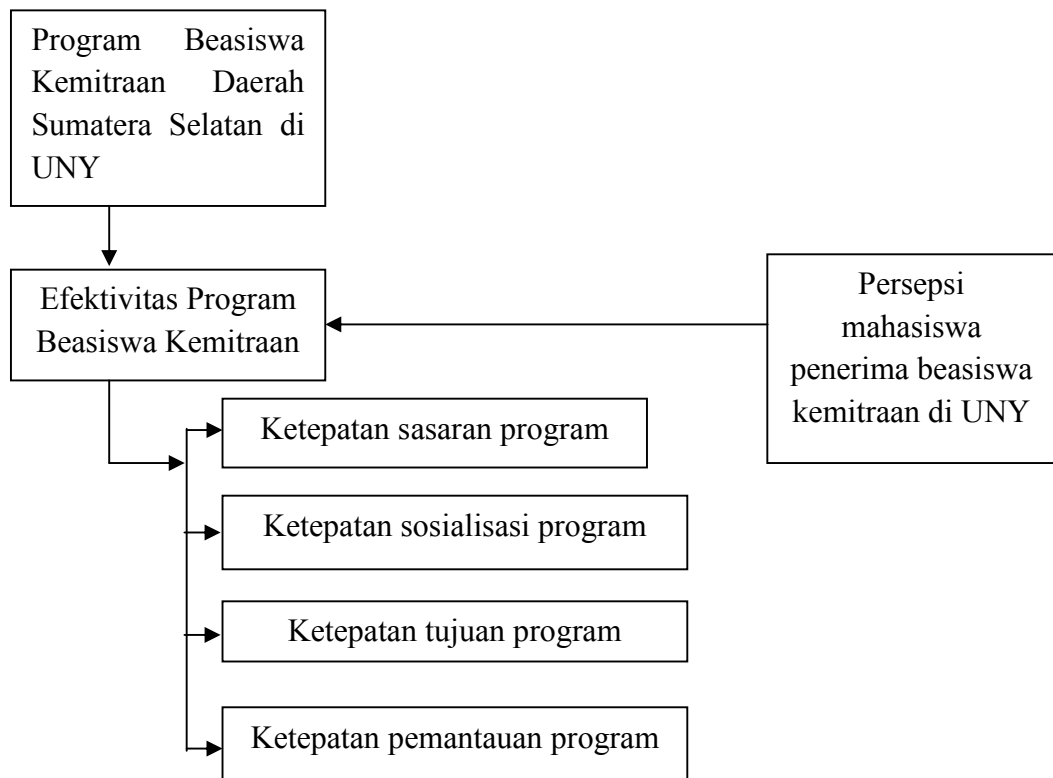 Program Beasiswa
Kemitraan Daerah
Sumatera Selatan di
UNY
Efektivitas Program
Beasiswa Kemitraan
Persepsi
mahasiswa
penerima beasiswa
kemitraan di UNY
Ketepatan sasaran program
Ketepatan sosialisasi program
Ketepatan tujuan program
Ketepatan pemantauan program